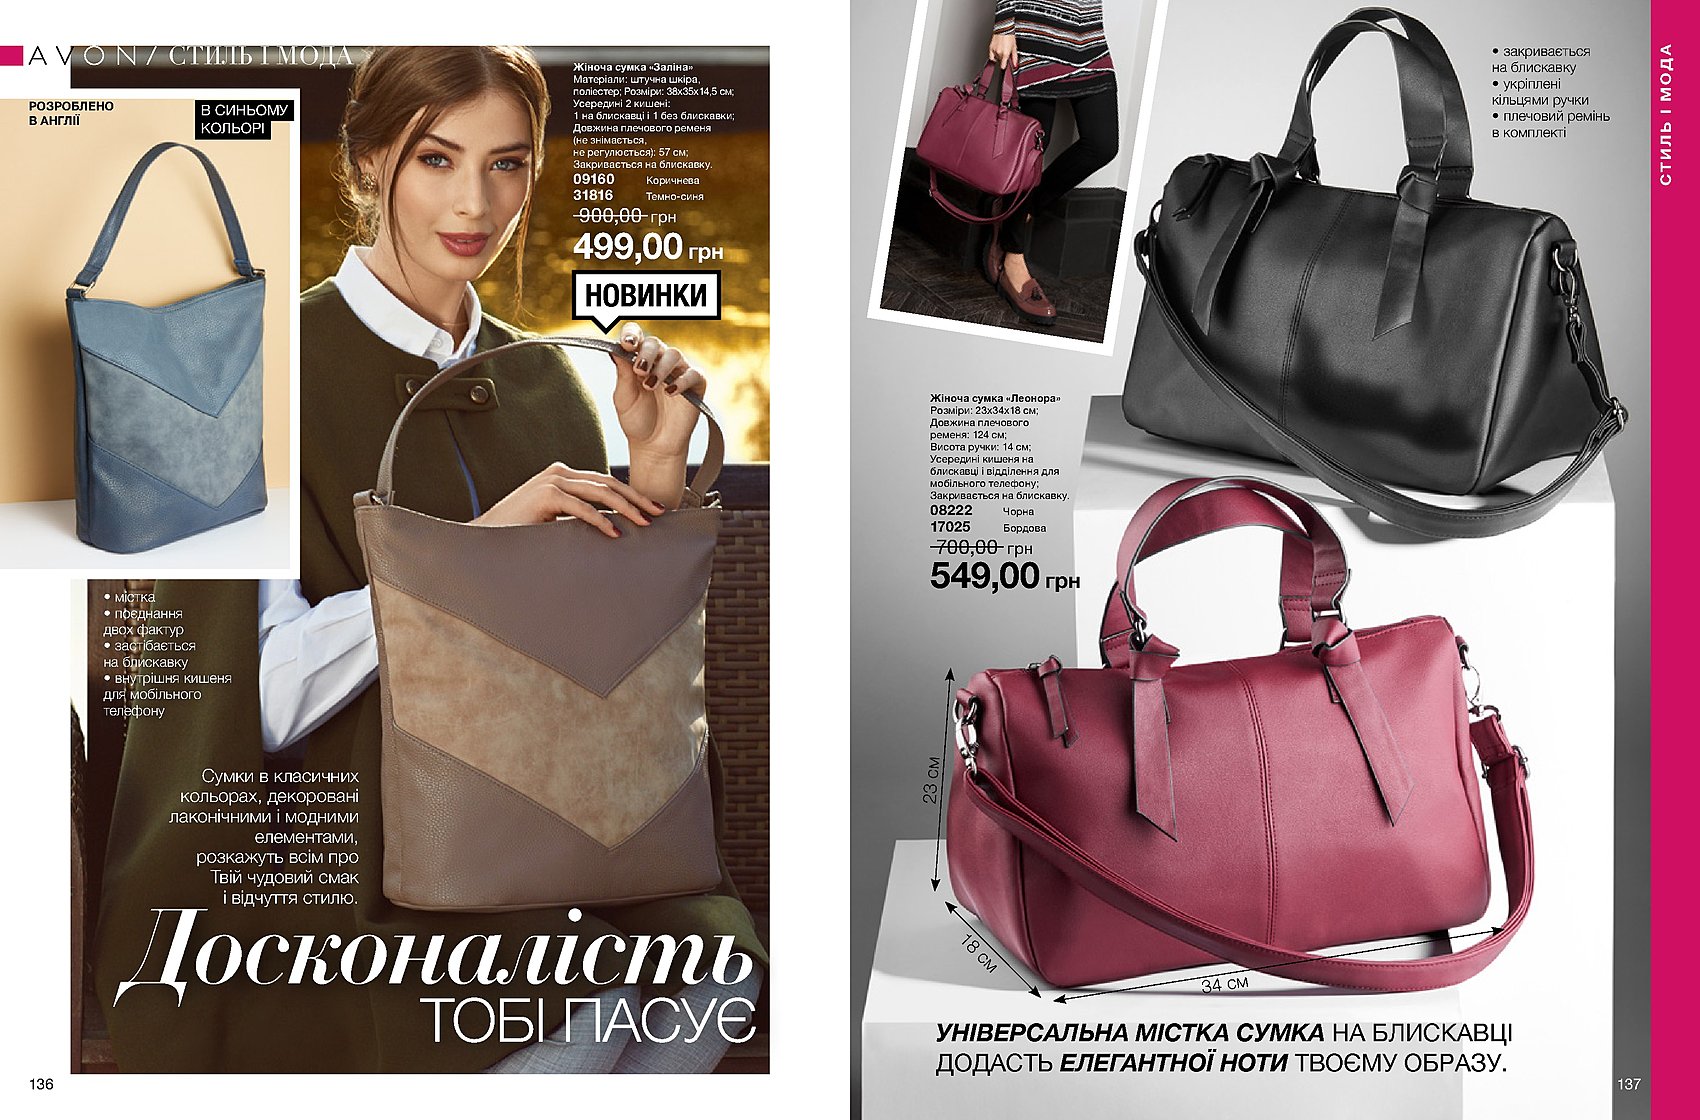 AVON / СТИЛЬ І МОДА
РОЗРОБЛЕНО
В АНГЛІЇ
В СИНЬОМУ
КОЛЬОРІ
Жіноча сумка «Заліна»
Матеріали: штучна шкіра,
поліестер; Розміри: 38х35х14,5 см;
Усередині 2 кишені:
1 на блискавці і 1 без блискавки;
Довжина плечового ременя
(не знімається,
не регулюється): 57 см;
Закривається на блискавку.
09160 Коричнева
31816 Темно-синя
900,00 грн
499,00 грн
НОВИНКИ
• містка
• поєднання
двох фактур
• застібається
на блискавку
• внутрішня кишеня
для мобільного
телефону
Сумки в класичних
кольорах, декоровані
лаконічними і модними
елементами,
розкажуть всім про
Твій чудовий смак
і відчуття стилю.
Досконалість
ТОБІ ПАСУЄ
136
• закривається
на блискавку
• укріплені
кільцями ручки
• плечовий ремінь
в комплекті
СТИЛЬ І МОДА
Жіноча сумка «Леонора»
Розміри: 23х34х18 см;
Довжина плечового
ременя: 124 см;
Висота ручки: 14 см;
Усередині кишеня на
блискавці і відділення для
мобільного телефону;
Закривається на блискавку.
08222 Чорна
17025 Бордова
700,00 грн
549,00 грн
23 см
18 см
34 см
УНІВЕРСАЛЬНА МІСТКА СУМКА НА БЛИСКАВЦІ
ДОДАСТЬ ЕЛЕГАНТНОЇ НОТИ ТВОЄМУ ОБРАЗУ.
137